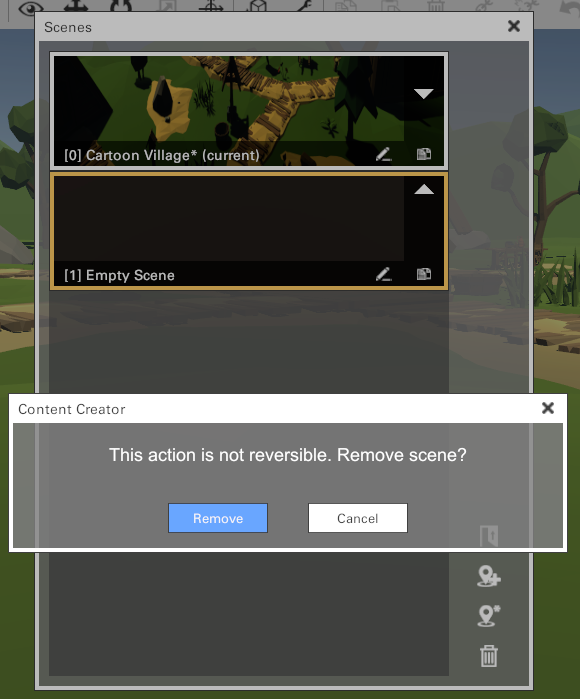 Scenes
[0] Cartoon Village* (current)
[1] Empty Scene
Content Creator
This action is not reversible. Remove scene?
Remove
Cancel